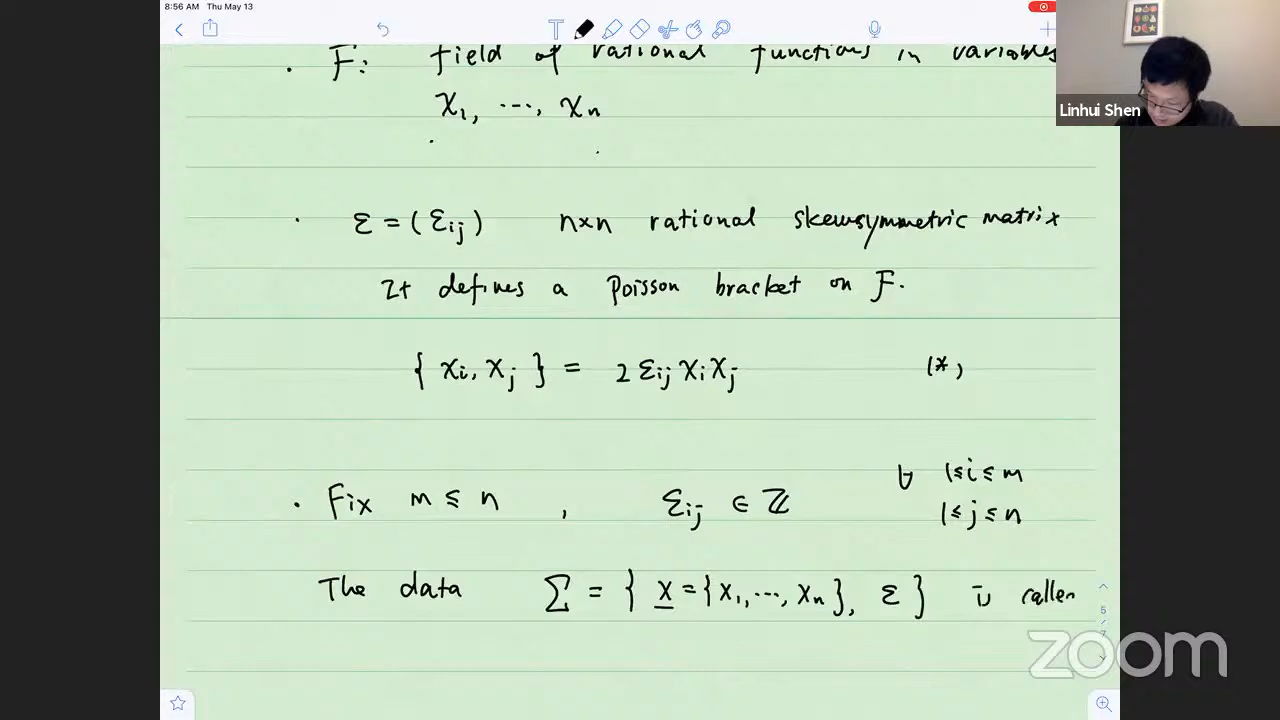 8:56 AM Thu May 13
· F: field of rational functions in variables
x₁, ..., xₙ
· ε = (εᵢⱼ) n×n rational skewsymmetric matrix
It defines a Poisson bracket on F.
{ xᵢ, xⱼ } = 2 εᵢⱼ xᵢ xⱼ (*)
· Fix m ≤ n , εᵢⱼ ∈ ℤ ∀ 1≤i≤m
1≤j≤n
The data Σ = { x = {x₁, ..., xₙ}, ε } is called
Linhui Shen
5
7
zoom